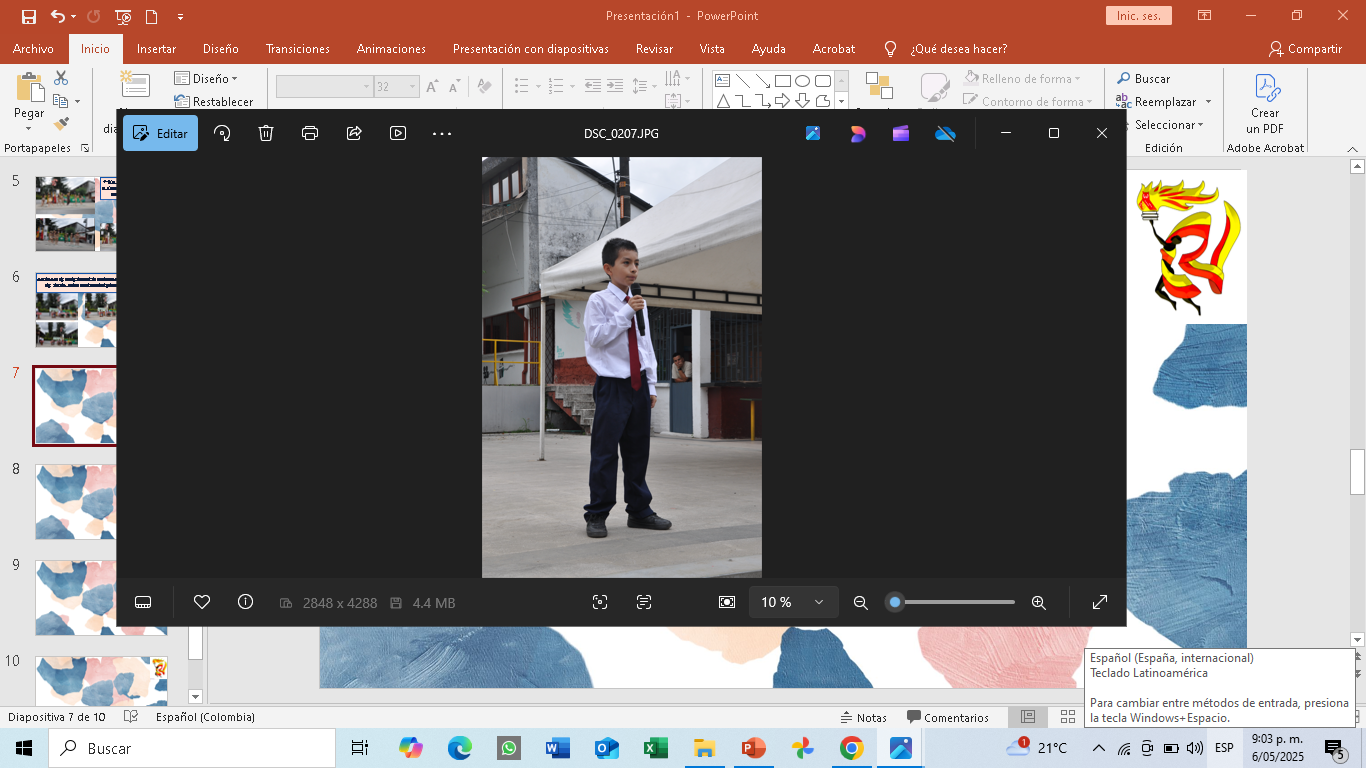 Presentación1 - PowerPoint
Inic. ses.
Archivo
Inicio
Insertar
Diseño
Transiciones
Animaciones
Presentación con diapositivas
Revisar
Vista
Ayuda
Acrobat
¿Qué desea hacer?
Compartir
Pegar
Portapapeles
Diseño
Restablecer
32
Relleno de forma
Contorno de forma
Buscar
Reemplazar
Seleccionar
Edición
Crear
un PDF
Adobe Acrobat
Editar
DSC_0207.JPG
5
6
7
8
9
10
2848 x 4288
4.4 MB
10 %
Español (España, internacional)
Teclado Latinoamérica
Para cambiar entre métodos de entrada, presiona
la tecla Windows+Espacio.
Diapositiva 7 de 10
Español (Colombia)
Notas
Comentarios
Buscar
1
21°C
ESP
9:03 p. m.
6/05/2025
5